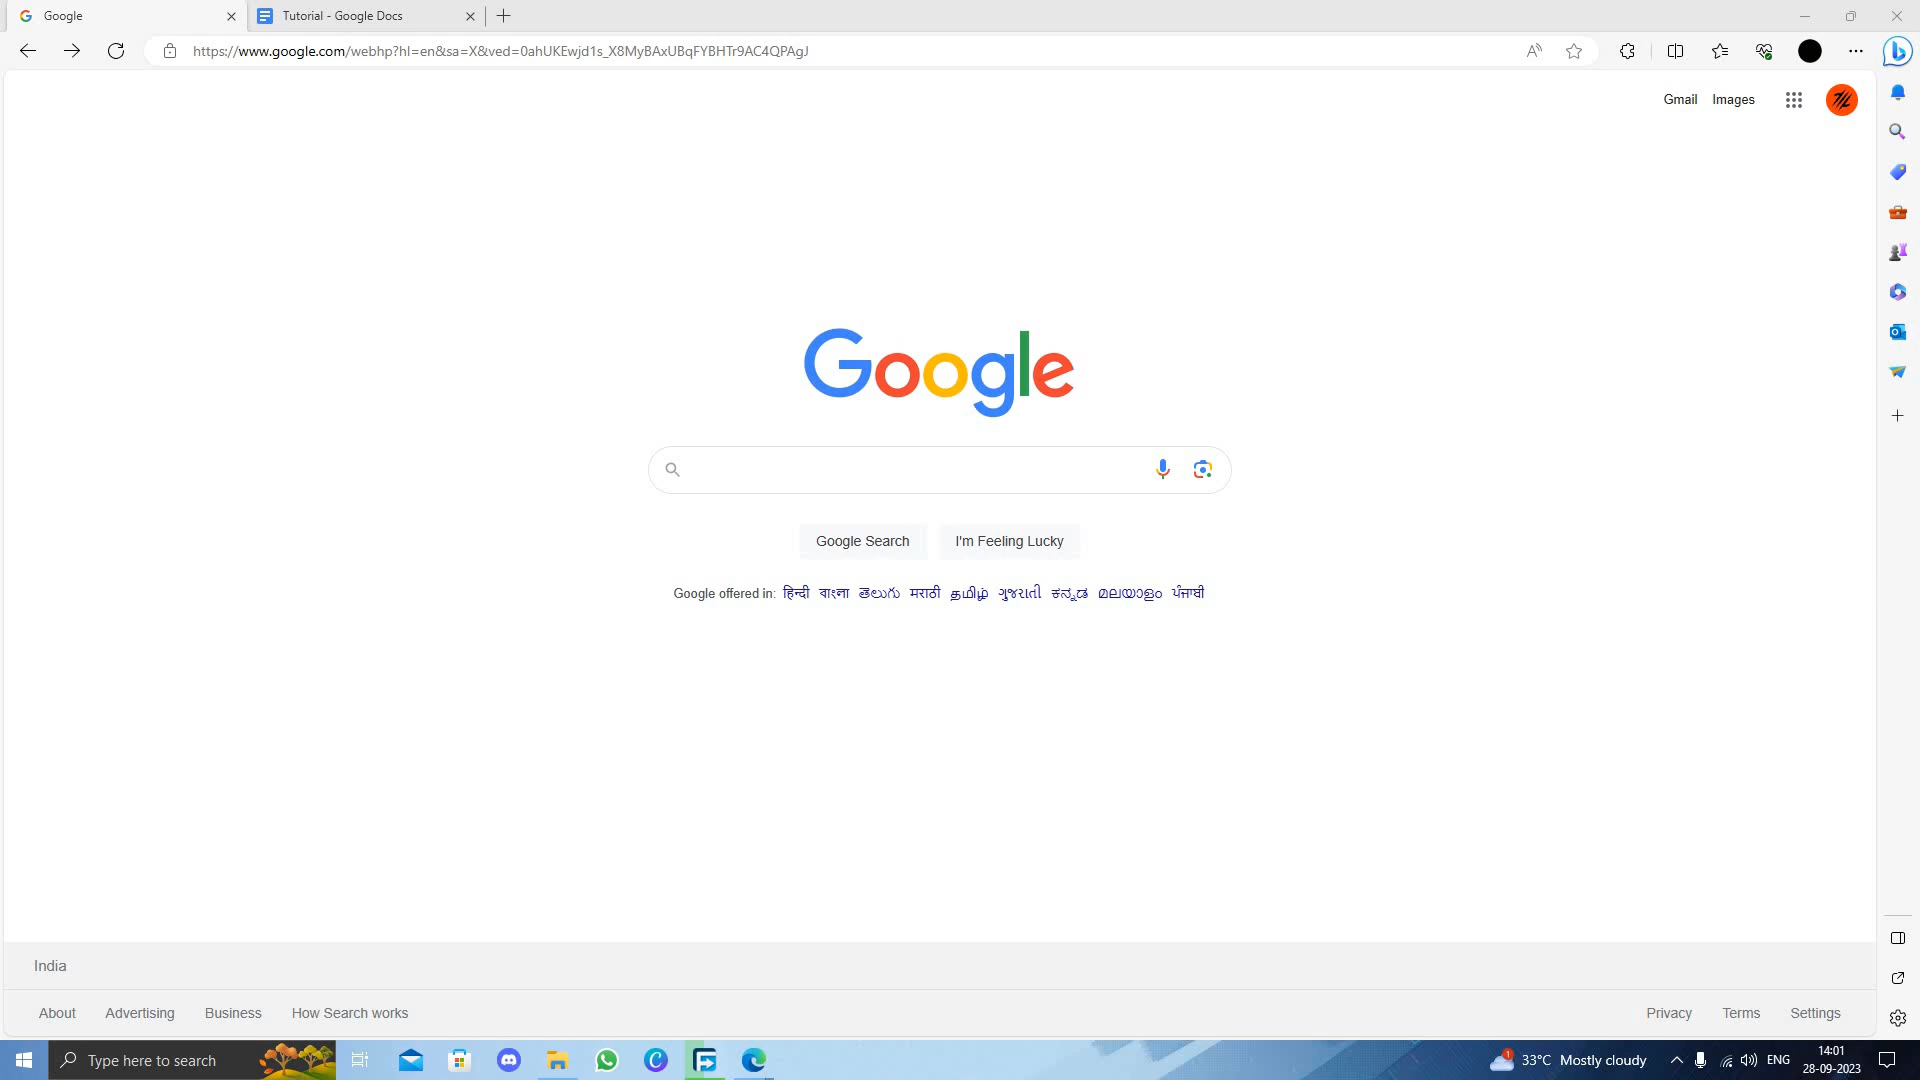 Google
Tutorial - Google Docs
https://www.google.com/webhp?hl=en&sa=X&ved=0ahUKEwjd1s_X8MyBAxUBqFYBHTr9AC4QPAgJ
Gmail Images
Google
Google Search I'm Feeling Lucky
Google offered in: हिन्दी বাংলা తెలుగు मराठी தமிழ் ગુજરાતી ಕನ್ನಡ മലയാളം ਪੰਜਾਬੀ
India
About Advertising Business How Search works Privacy Terms Settings
Type here to search
1 33°C Mostly cloudy ENG 14:01
28-09-2023